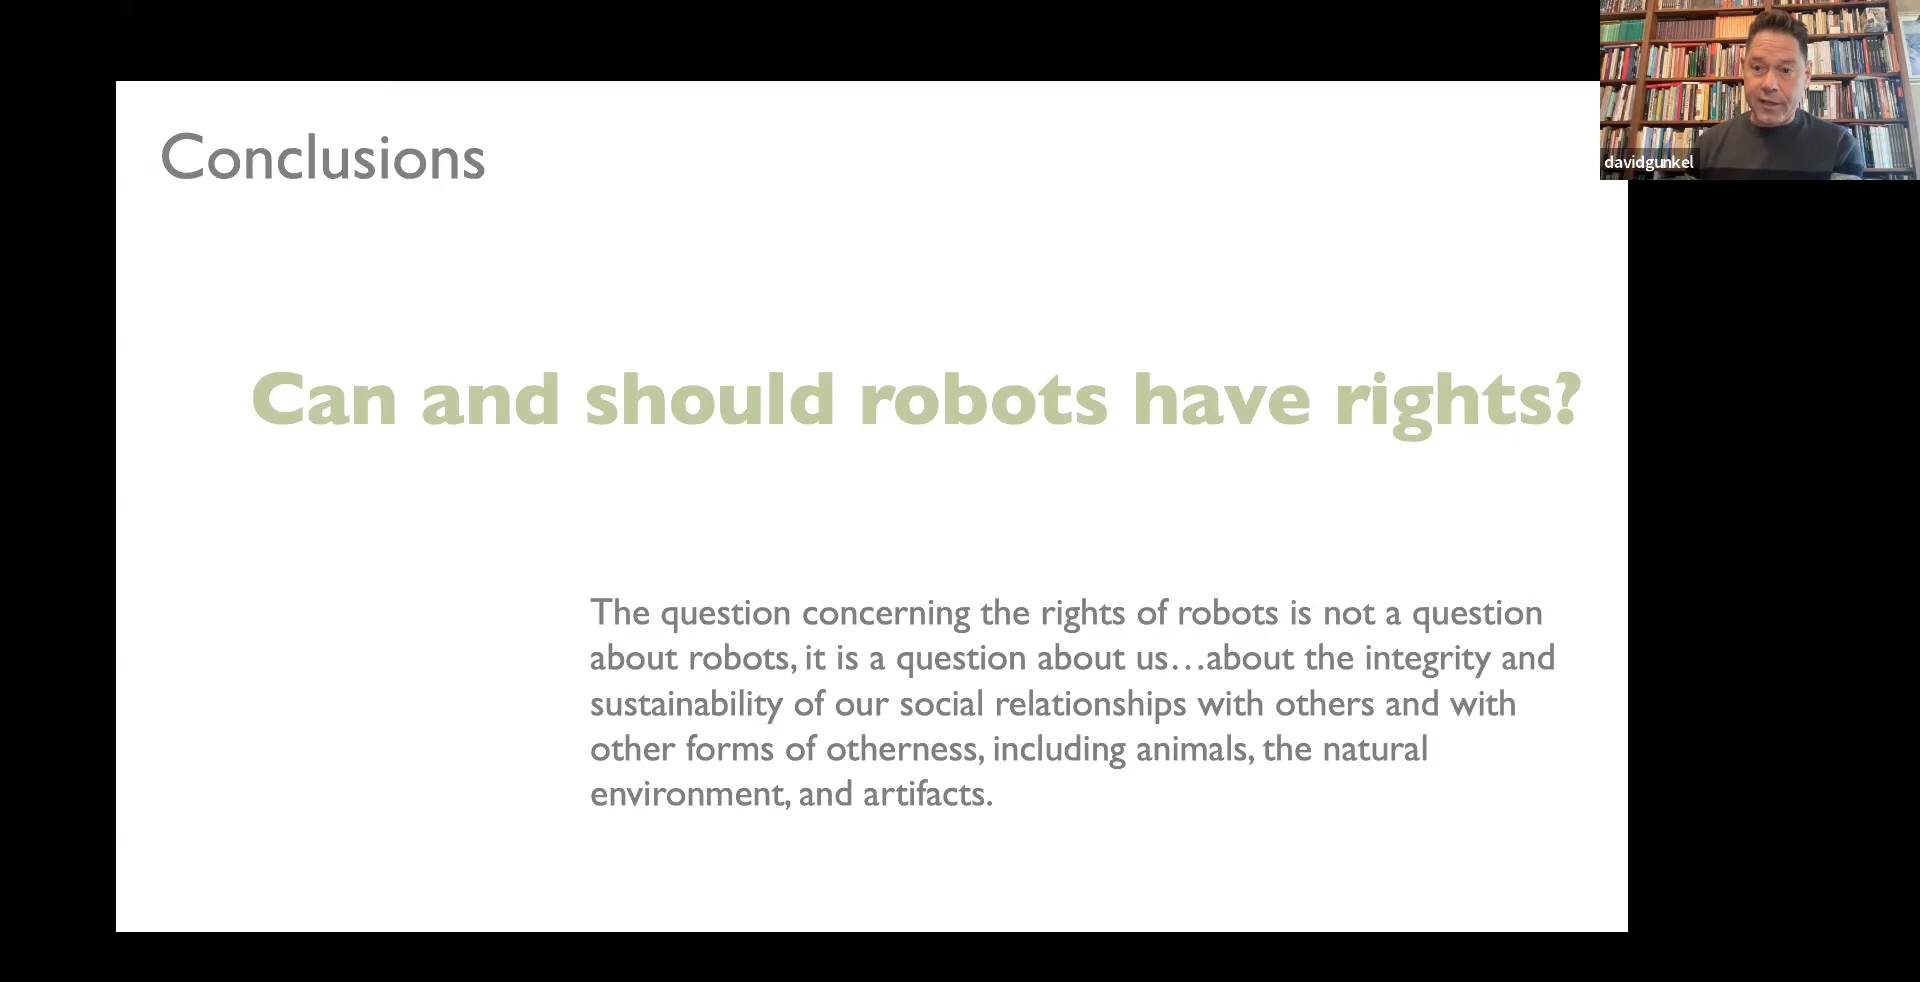 Conclusions
davidgunkel
Can and should robots have rights?
The question concerning the rights of robots is not a question
about robots, it is a question about us…about the integrity and
sustainability of our social relationships with others and with
other forms of otherness, including animals, the natural
environment, and artifacts.